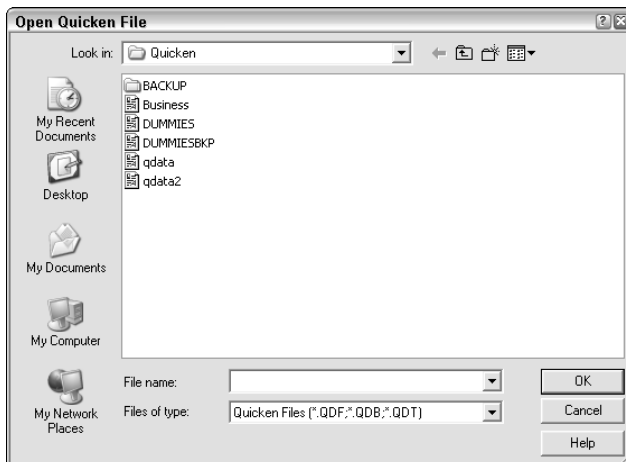 Open Quicken File
Look in:
Quicken
My Recent
Documents
Desktop
My Documents
My Computer
My Network
Places
BACKUP
Business
DUMMIES
DUMMIESBKP
qdata
qdata2
File name:
OK
Files of type:
Quicken Files (*.QDF;*.QDB;*.QDT)
Cancel
Help